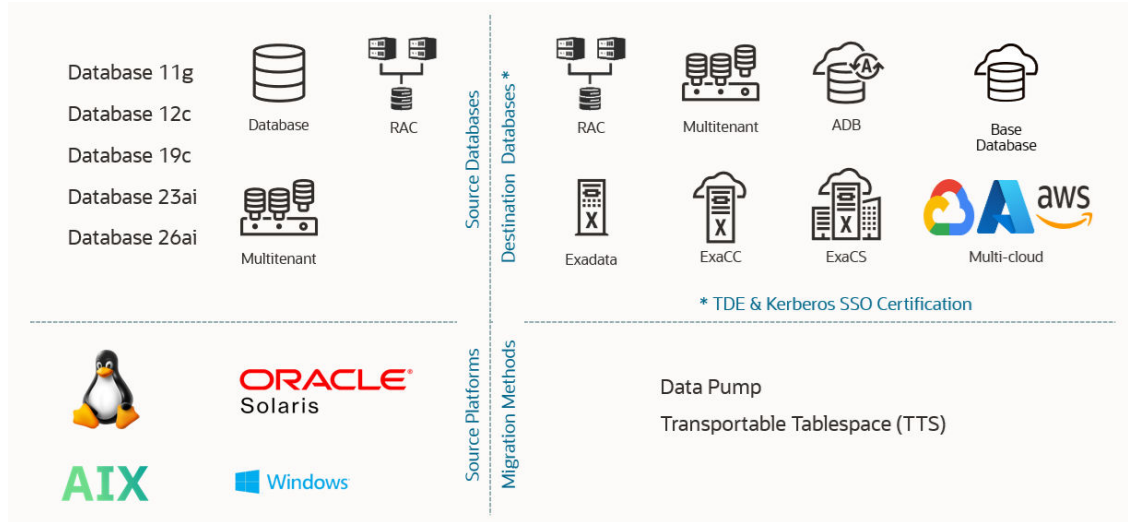 Database 11g
Database 12c
Database 19c
Database 23ai
Database 26ai
Database
RAC
Multitenant
Source Databases
Destination Databases *
RAC
Multitenant
A
ADB
Base
Database
X
Exadata
X
ExaCC
X
ExaCS
aws
Multi-cloud
* TDE & Kerberos SSO Certification
ORACLE
Solaris
AIX
Windows
Source Platforms
Migration Methods
Data Pump
Transportable Tablespace (TTS)